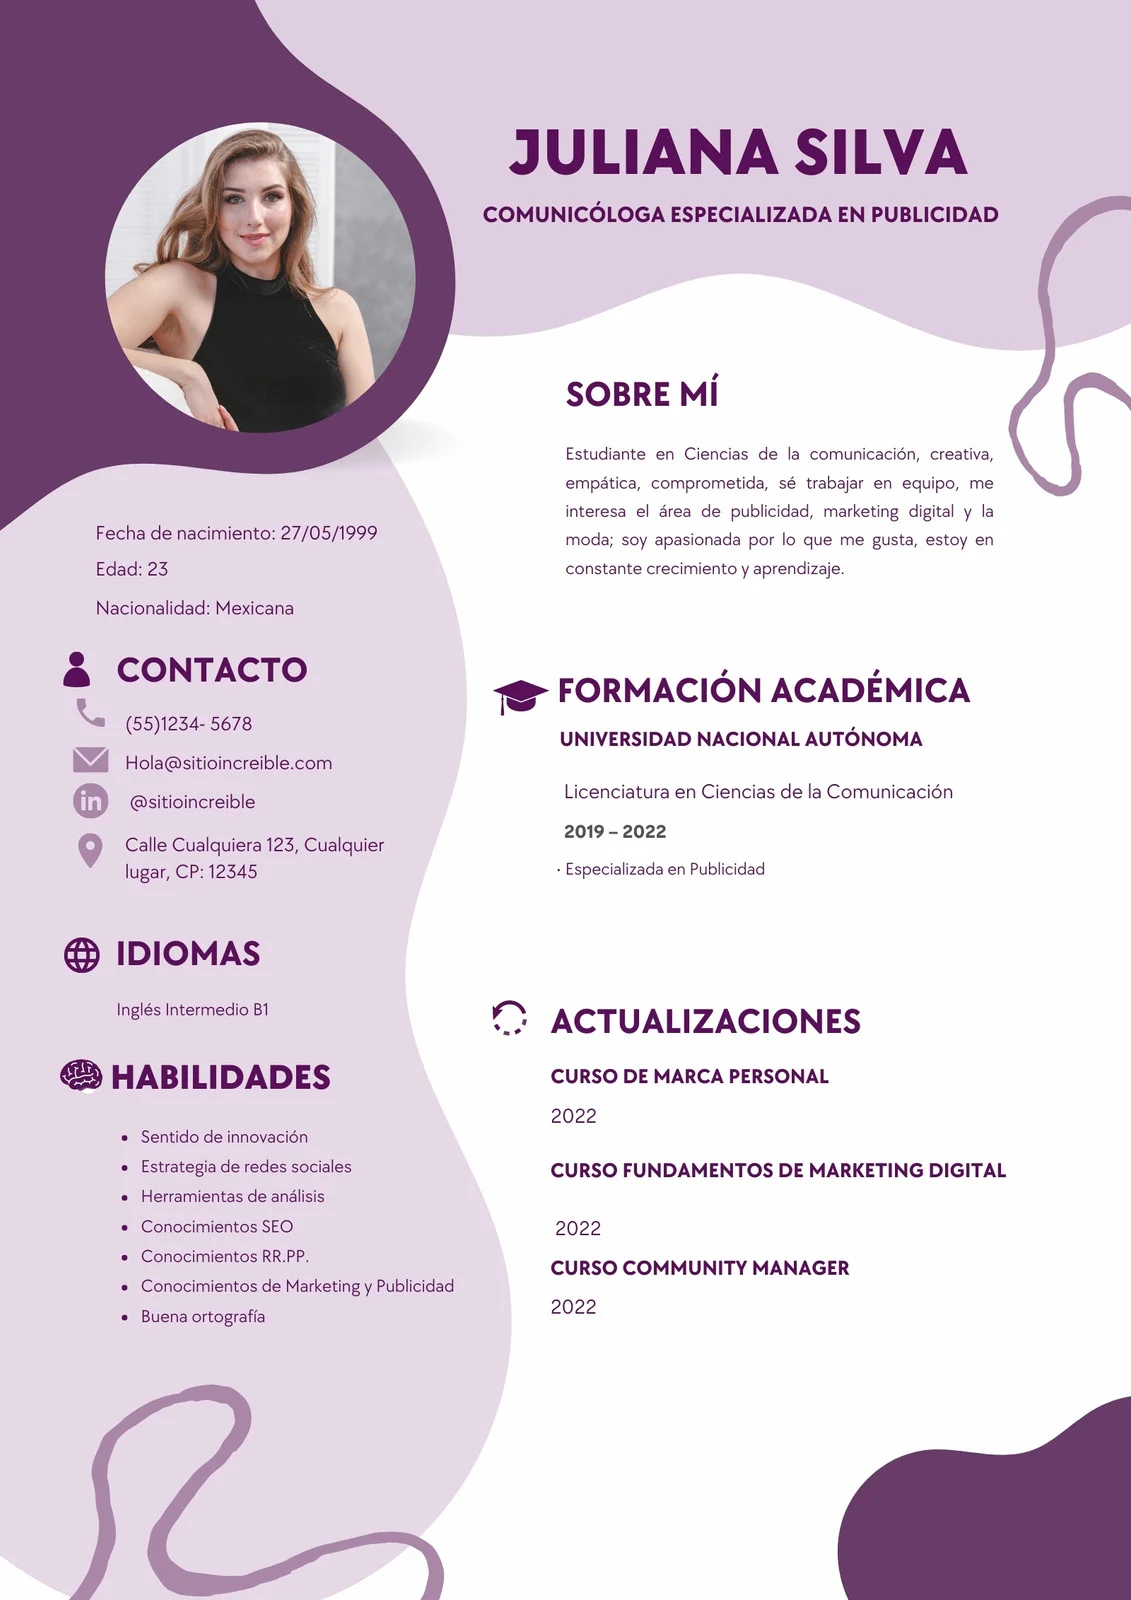 JULIANA SILVA
COMUNICÓLOGA ESPECIALIZADA EN PUBLICIDAD
Fecha de nacimiento: 27/05/1999
Edad: 23
Nacionalidad: Mexicana
CONTACTO
(55)1234- 5678
Hola@sitioincreible.com
in
@sitioincreible
Calle Cualquiera 123, Cualquier
lugar, CP: 12345
IDIOMAS
Inglés Intermedio B1
HABILIDADES
• Sentido de innovación
• Estrategia de redes sociales
• Herramientas de análisis
• Conocimientos SEO
• Conocimientos RR.PP.
• Conocimientos de Marketing y Publicidad
• Buena ortografía
SOBRE MÍ
Estudiante en Ciencias de la comunicación, creativa,
empática, comprometida, sé trabajar en equipo, me
interesa el área de publicidad, marketing digital y la
moda; soy apasionada por lo que me gusta, estoy en
constante crecimiento y aprendizaje.
FORMACIÓN ACADÉMICA
UNIVERSIDAD NACIONAL AUTÓNOMA
Licenciatura en Ciencias de la Comunicación
2019 – 2022
· Especializada en Publicidad
ACTUALIZACIONES
CURSO DE MARCA PERSONAL
2022
CURSO FUNDAMENTOS DE MARKETING DIGITAL
2022
CURSO COMMUNITY MANAGER
2022